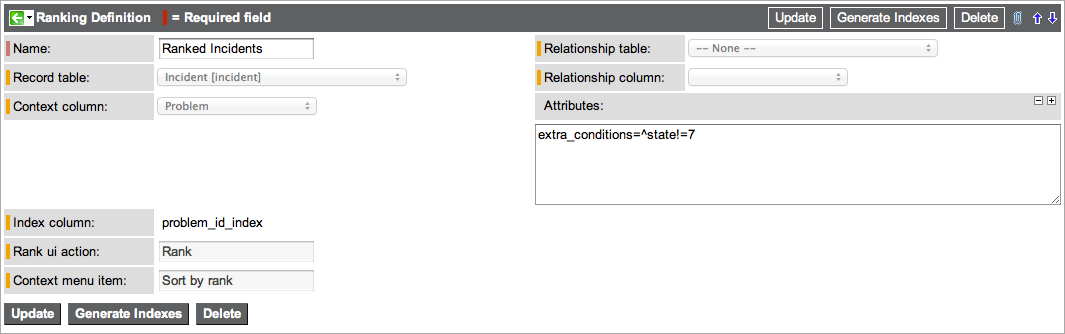 Ranking Definition = Required field Update Generate Indexes Delete
Name: Ranked Incidents Relationship table: -- None --
Record table: Incident [incident] Relationship column:
Context column: Problem Attributes:
extra_conditions=^state!=7
Index column: problem_id_index
Rank ui action: Rank
Context menu item: Sort by rank
Update Generate Indexes Delete